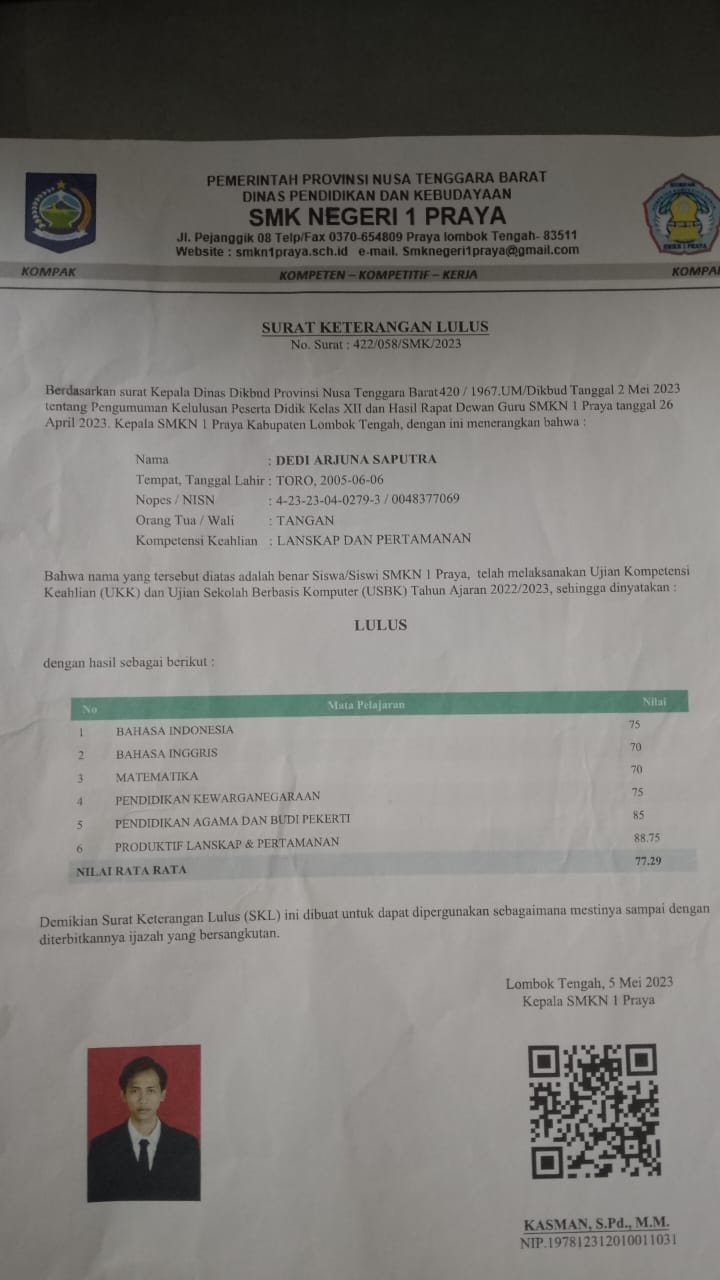 PEMERINTAH PROVINSI NUSA TENGGARA BARAT
DINAS PENDIDIKAN DAN KEBUDAYAAN
SMK NEGERI 1 PRAYA
Jl. Pejanggik 08 Telp/Fax 0370-654809 Praya lombok Tengah- 83511
Website : smkn1praya.sch.id e-mail. Smknegeri1praya@gmail.com
KOMPAK KOMPETEN – KOMPETITIF – KERJA KOMPAK
SURAT KETERANGAN LULUS
No. Surat : 422/058/SMK/2023
Berdasarkan surat Kepala Dinas Dikbud Provinsi Nusa Tenggara Barat420 / 1967.UM/Dikbud Tanggal 2 Mei 2023
tentang Pengumuman Kelulusan Peserta Didik Kelas XII dan Hasil Rapat Dewan Guru SMKN 1 Praya tanggal 26
April 2023. Kepala SMKN 1 Praya Kabupaten Lombok Tengah, dengan ini menerangkan bahwa :
Nama : DEDI ARJUNA SAPUTRA
Tempat, Tanggal Lahir : TORO, 2005-06-06
Nopes / NISN : 4-23-23-04-0279-3 / 0048377069
Orang Tua / Wali : TANGAN
Kompetensi Keahlian : LANSKAP DAN PERTAMANAN
Bahwa nama yang tersebut diatas adalah benar Siswa/Siswi SMKN 1 Praya, telah melaksanakan Ujian Kompetensi
Keahlian (UKK) dan Ujian Sekolah Berbasis Komputer (USBK) Tahun Ajaran 2022/2023, sehingga dinyatakan :
LULUS
dengan hasil sebagai berikut :
No Mata Pelajaran Nilai
1 BAHASA INDONESIA 75
2 BAHASA INGGRIS 70
3 MATEMATIKA 70
4 PENDIDIKAN KEWARGANEGARAAN 75
5 PENDIDIKAN AGAMA DAN BUDI PEKERTI 85
6 PRODUKTIF LANSKAP & PERTAMANAN 88.75
NILAI RATA RATA 77.29
Demikian Surat Keterangan Lulus (SKL) ini dibuat untuk dapat dipergunakan sebagaimana mestinya sampai dengan
diterbitkannya ijazah yang bersangkutan.
Lombok Tengah, 5 Mei 2023
Kepala SMKN 1 Praya
KASMAN, S.Pd., M.M.
NIP.197812312010011031